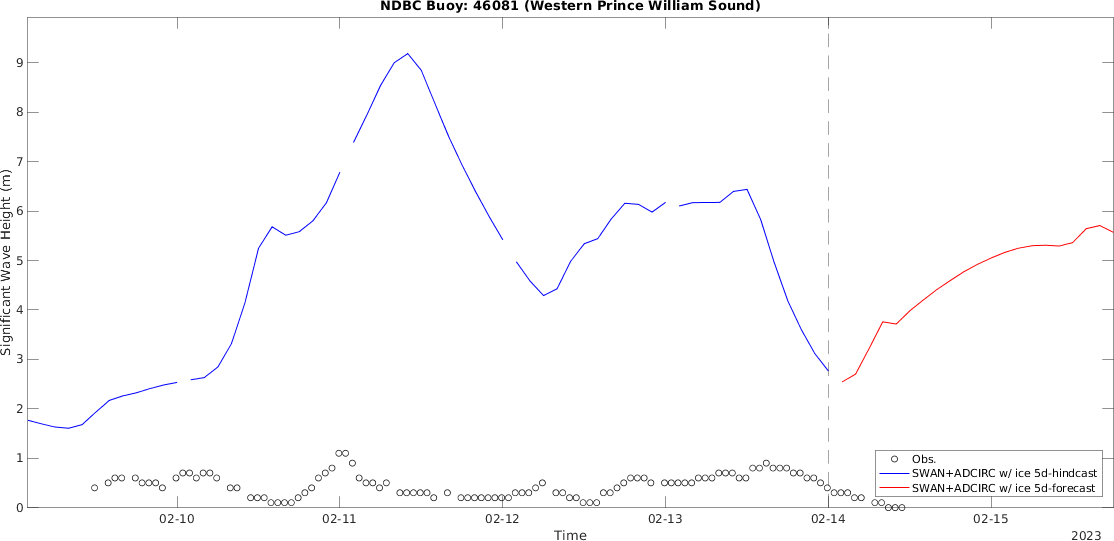 NDBC Buoy: 46081 (Western Prince William Sound)
Significant Wave Height (m)
9
8
7
6
5
4
3
2
1
0
Obs.
SWAN+ADCIRC w/ ice 5d-hindcast
SWAN+ADCIRC w/ ice 5d-forecast
02-10 02-11 02-12 02-13 02-14 02-15
Time
2023